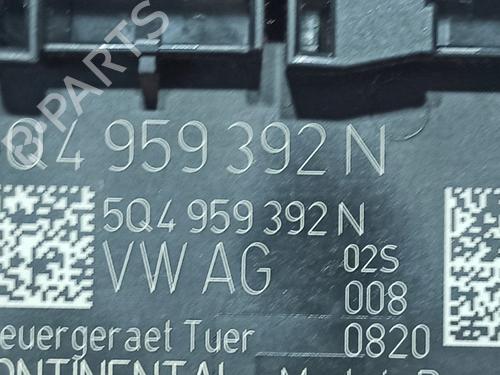 Q4 959 392 N
5Q4 959 392 N
VW AG
02S
008
euergeraet Tuer
0820
CONTINENTAL